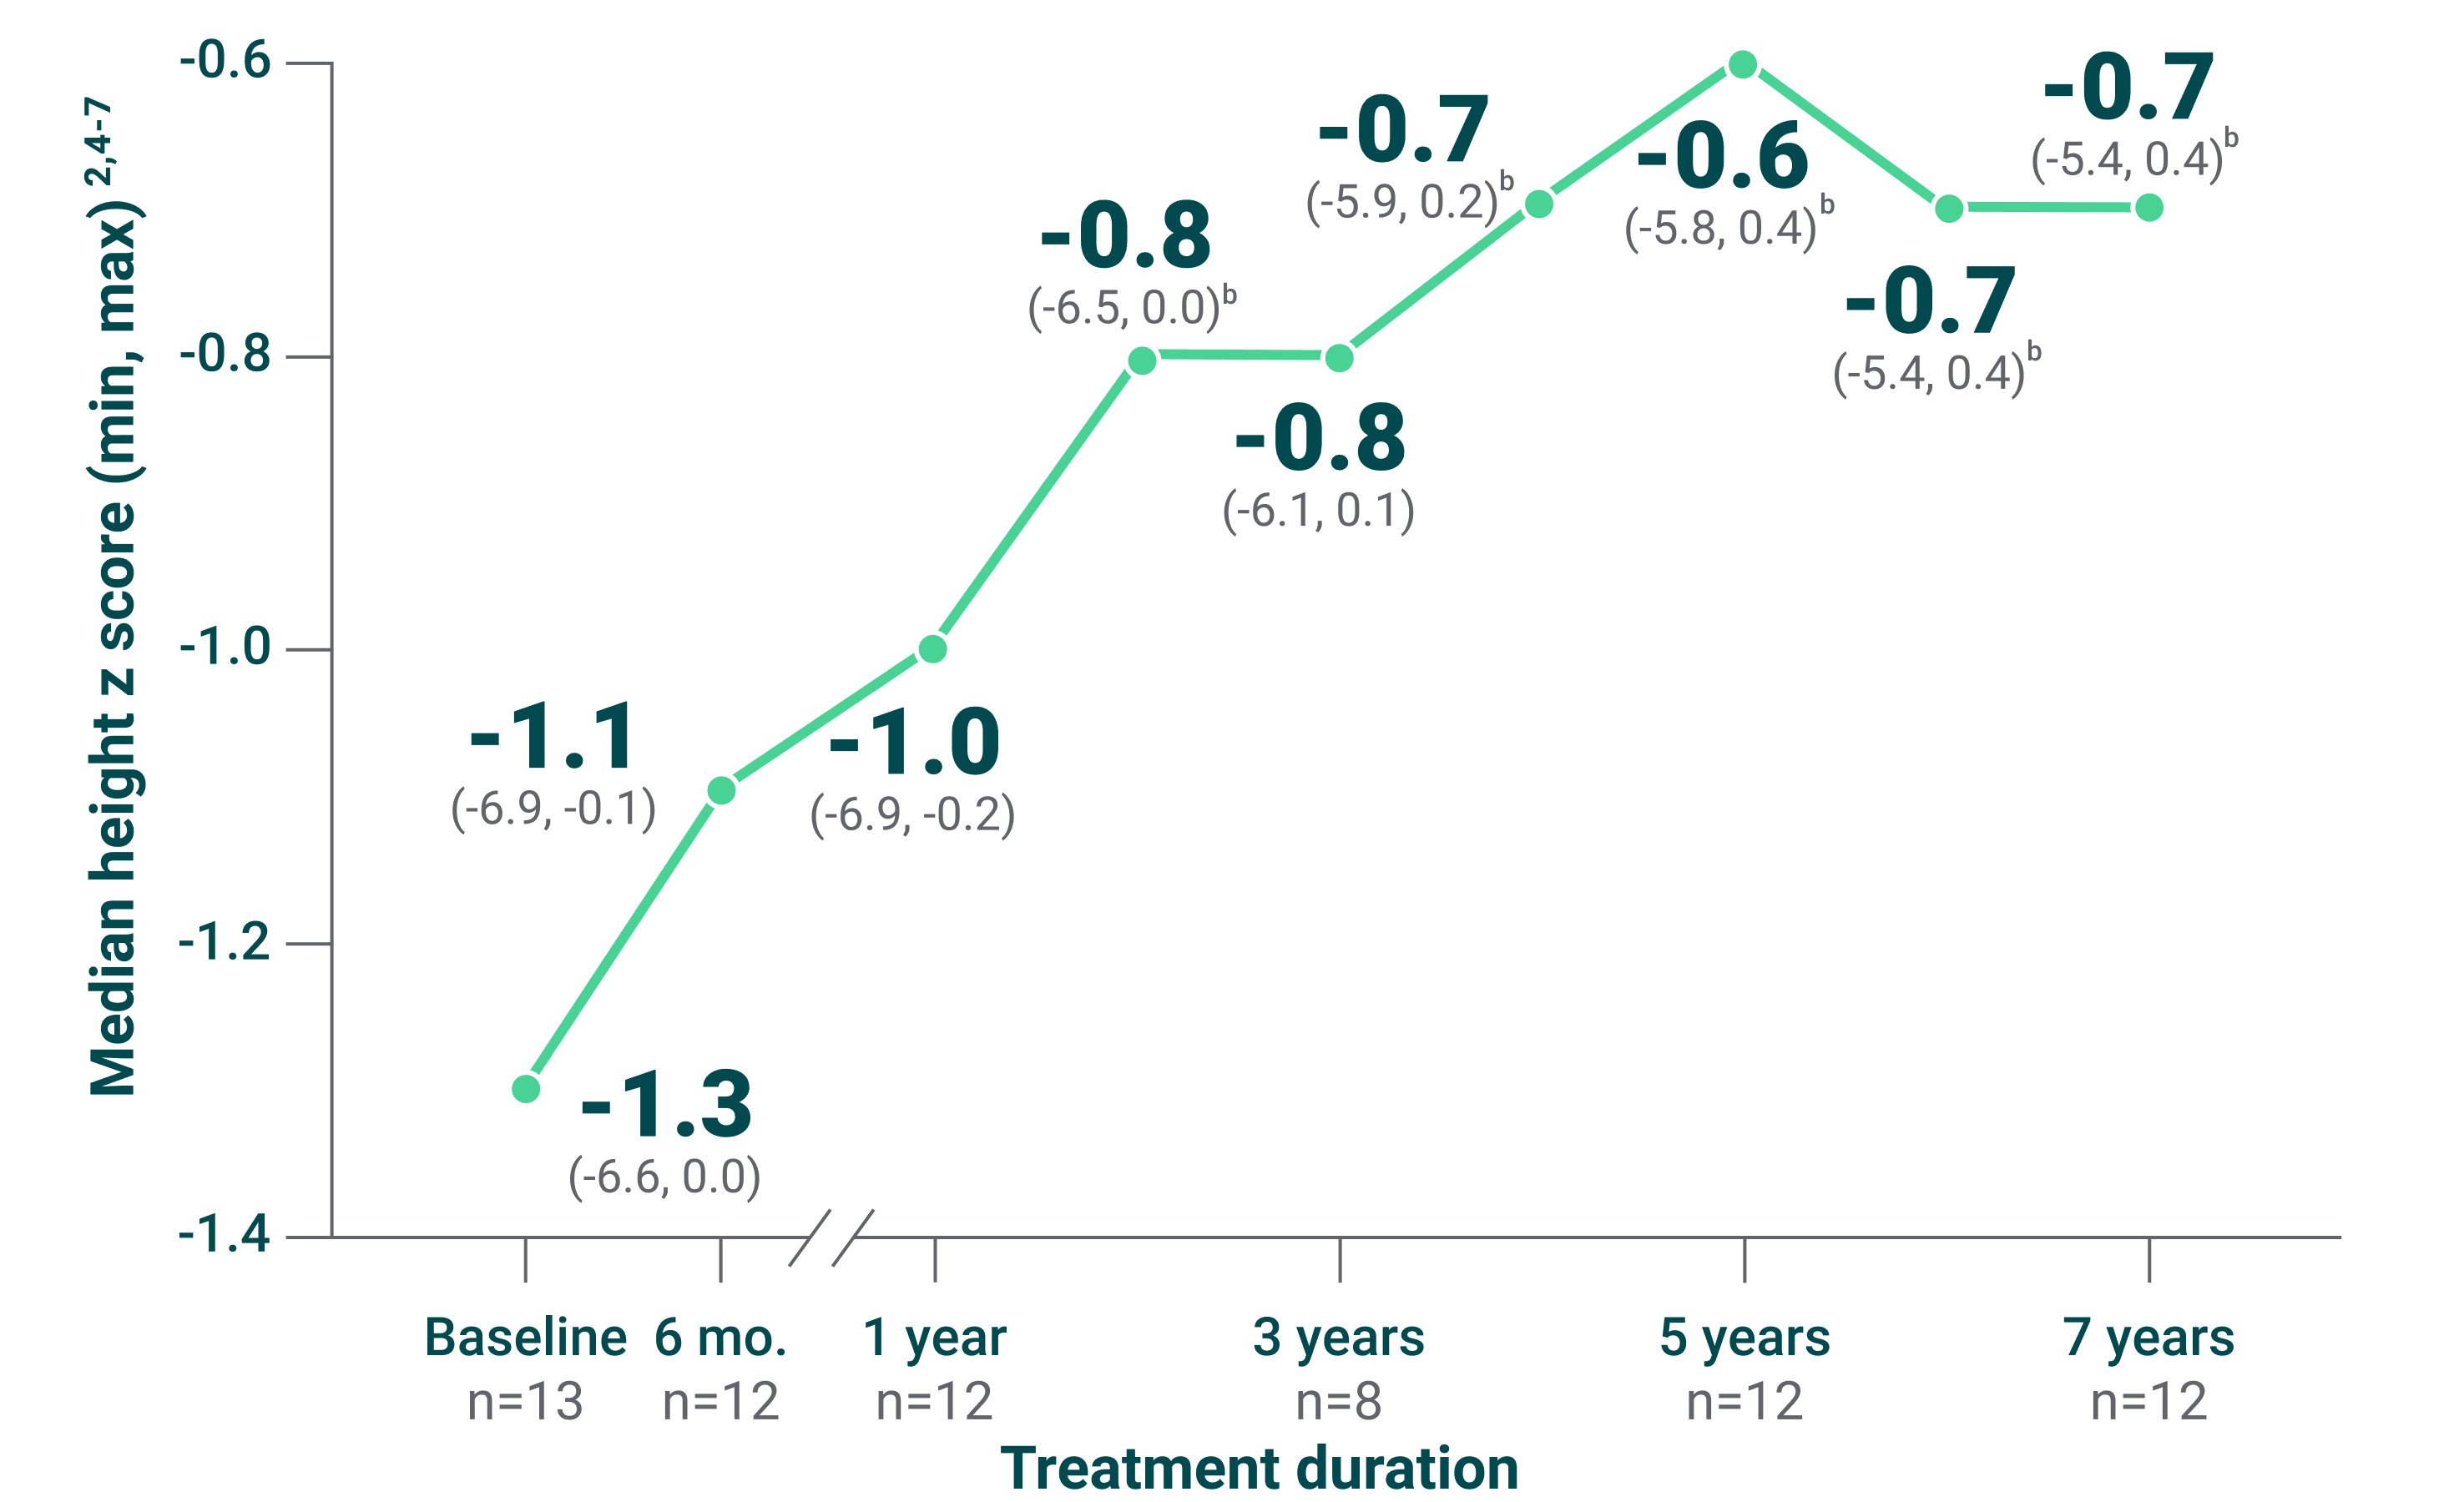 Median height z score (min, max) 2,4-7
-0.6
-0.8
-1.0
-1.2
-1.4
-1.3
(-6.6, 0.0)
-1.1
(-6.9, -0.1)
-1.0
(-6.9, -0.2)
-0.8
(-6.5, 0.0)b
-0.8
(-6.1, 0.1)
-0.7
(-5.9, 0.2)b
-0.6
(-5.8, 0.4)b
-0.7
(-5.4, 0.4)b
-0.7
(-5.4, 0.4)b
Baseline 6 mo. 1 year 3 years 5 years 7 years
n=13 n=12 n=12 n=8 n=12 n=12
Treatment duration